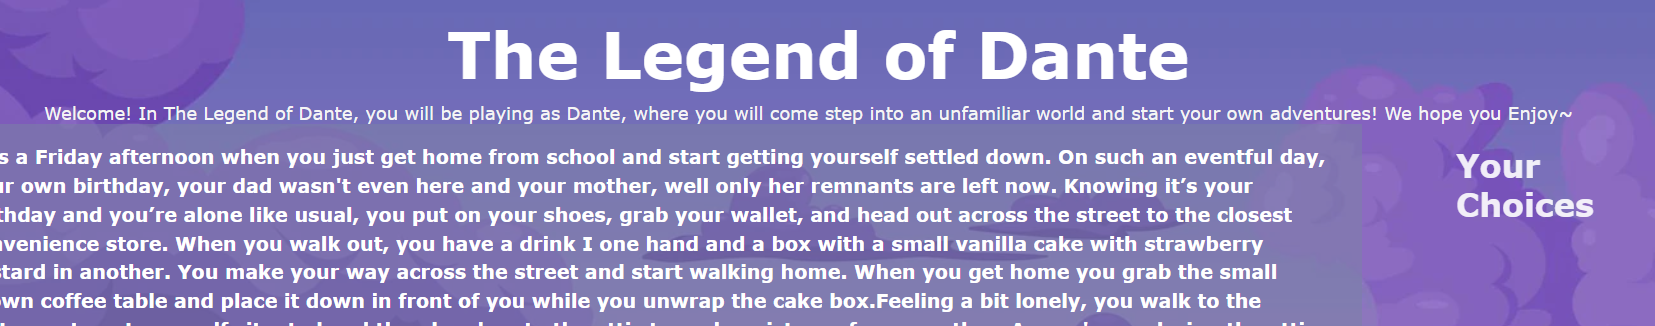 The Legend of Dante
Welcome! In The Legend of Dante, you will be playing as Dante, where you will come step into an unfamiliar world and start your own adventures! We hope you Enjoy~
s a Friday afternoon when you just get home from school and start getting yourself settled down. On such an eventful day,
ur own birthday, your dad wasn't even here and your mother, well only her remnants are left now. Knowing it’s your
thday and you’re alone like usual, you put on your shoes, grab your wallet, and head out across the street to the closest
nvenience store. When you walk out, you have a drink I one hand and a box with a small vanilla cake with strawberry
stard in another. You make your way across the street and start walking home. When you get home you grab the small
own coffee table and place it down in front of you while you unwrap the cake box.Feeling a bit lonely, you walk to the
Your
Choices